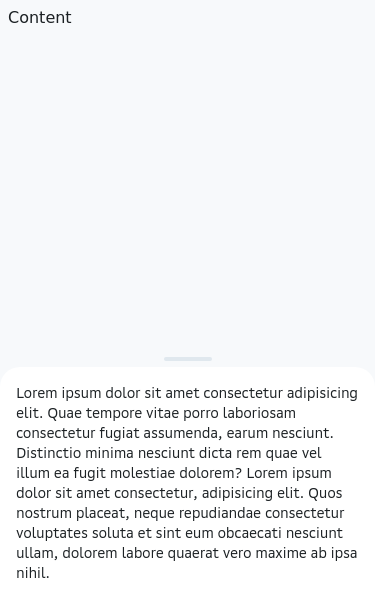 Content
Lorem ipsum dolor sit amet consectetur adipisicing
elit. Quae tempore vitae porro laboriosam
consectetur fugiat assumenda, earum nesciunt.
Distinctio minima nesciunt dicta rem quae vel
illum ea fugit molestiae dolorem? Lorem ipsum
dolor sit amet consectetur, adipisicing elit. Quos
nostrum placeat, neque repudiandae consectetur
voluptates soluta et sint eum obcaecati nesciunt
ullam, dolorem labore quaerat vero maxime ab ipsa
nihil.